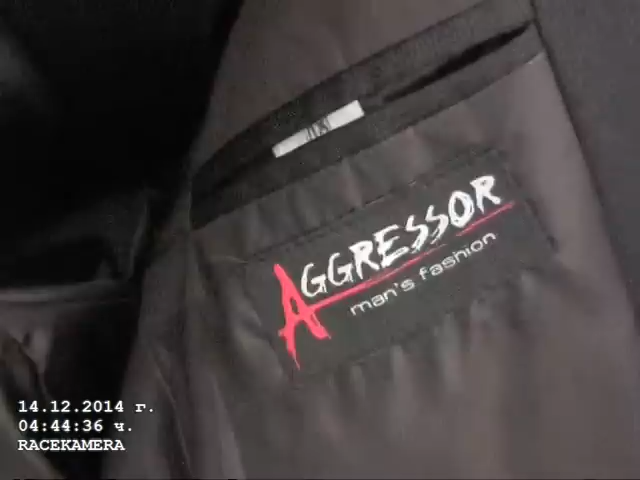 AGGRESSOR
man's fashion
14.12.2014 г.
04:44:36 ч.
RACEKAMERA